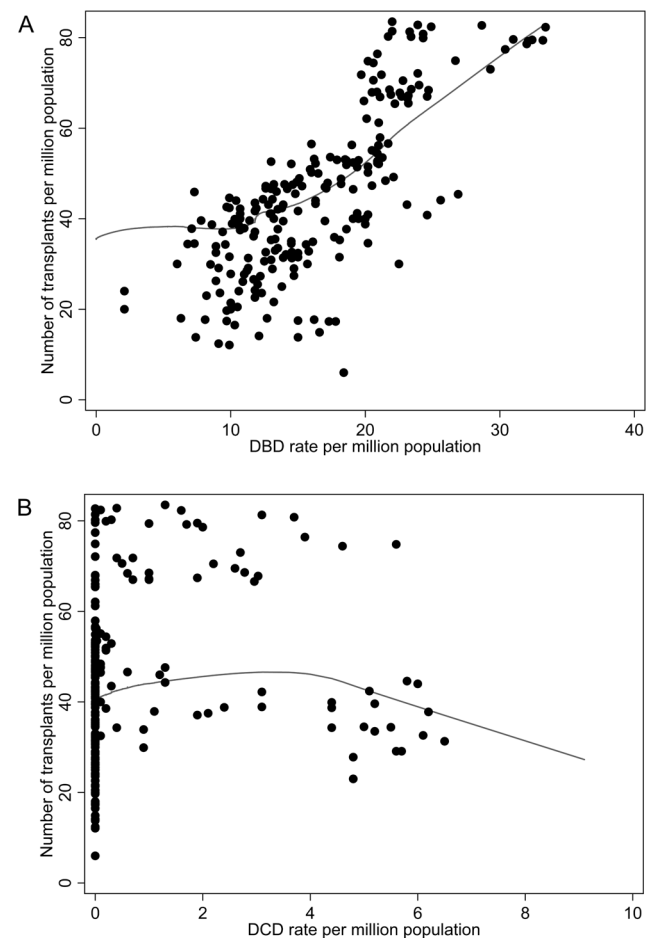 A
Number of transplants per million population
80
60
40
20
0
0 10 20 30 40
DBD rate per million population
B
Number of transplants per million population
80
60
40
20
0
0 2 4 6 8 10
DCD rate per million population